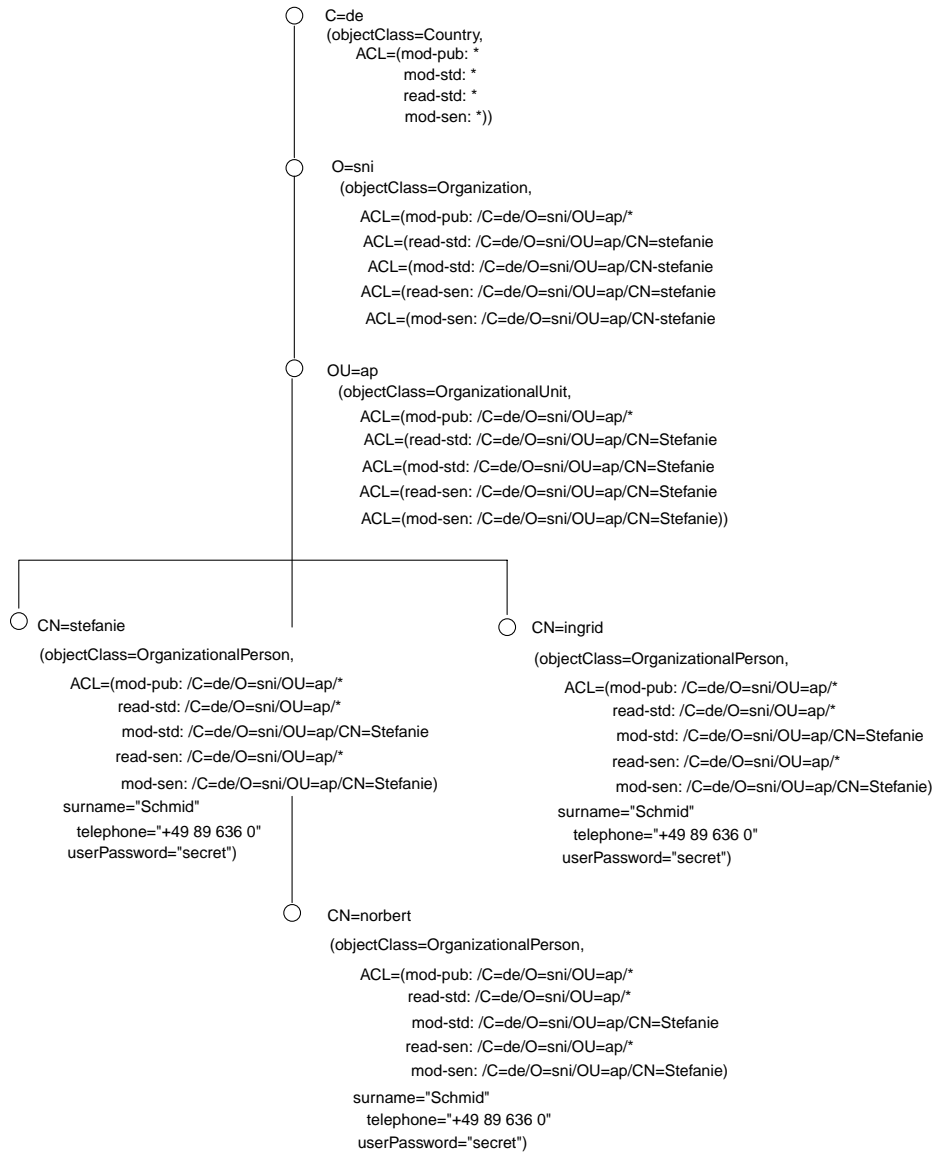 C=de
(objectClass=Country,
ACL=(mod-pub: *
mod-std: *
read-std: *
mod-sen: *))
O=sni
(objectClass=Organization,
ACL=(mod-pub: /C=de/O=sni/OU=ap/*
ACL=(read-std: /C=de/O=sni/OU=ap/CN=stefanie
ACL=(mod-std: /C=de/O=sni/OU=ap/CN-stefanie
ACL=(read-sen: /C=de/O=sni/OU=ap/CN=stefanie
ACL=(mod-sen: /C=de/O=sni/OU=ap/CN-stefanie
OU=ap
(objectClass=OrganizationalUnit,
ACL=(mod-pub: /C=de/O=sni/OU=ap/*
ACL=(read-std: /C=de/O=sni/OU=ap/CN=Stefanie
ACL=(mod-std: /C=de/O=sni/OU=ap/CN=Stefanie
ACL=(read-sen: /C=de/O=sni/OU=ap/CN=Stefanie
ACL=(mod-sen: /C=de/O=sni/OU=ap/CN=Stefanie))
CN=stefanie
(objectClass=OrganizationalPerson,
ACL=(mod-pub: /C=de/O=sni/OU=ap/*
read-std: /C=de/O=sni/OU=ap/*
mod-std: /C=de/O=sni/OU=ap/CN=Stefanie
read-sen: /C=de/O=sni/OU=ap/*
mod-sen: /C=de/O=sni/OU=ap/CN=Stefanie)
surname="Schmid"
telephone="+49 89 636 0"
userPassword="secret")
CN=ingrid
(objectClass=OrganizationalPerson,
ACL=(mod-pub: /C=de/O=sni/OU=ap/*
read-std: /C=de/O=sni/OU=ap/*
mod-std: /C=de/O=sni/OU=ap/CN=Stefanie
read-sen: /C=de/O=sni/OU=ap/*
mod-sen: /C=de/O=sni/OU=ap/CN=Stefanie)
surname="Schmid"
telephone="+49 89 636 0"
userPassword="secret")
CN=norbert
(objectClass=OrganizationalPerson,
ACL=(mod-pub: /C=de/O=sni/OU=ap/*
read-std: /C=de/O=sni/OU=ap/*
mod-std: /C=de/O=sni/OU=ap/CN=Stefanie
read-sen: /C=de/O=sni/OU=ap/*
mod-sen: /C=de/O=sni/OU=ap/CN=Stefanie)
surname="Schmid"
telephone="+49 89 636 0"
userPassword="secret")